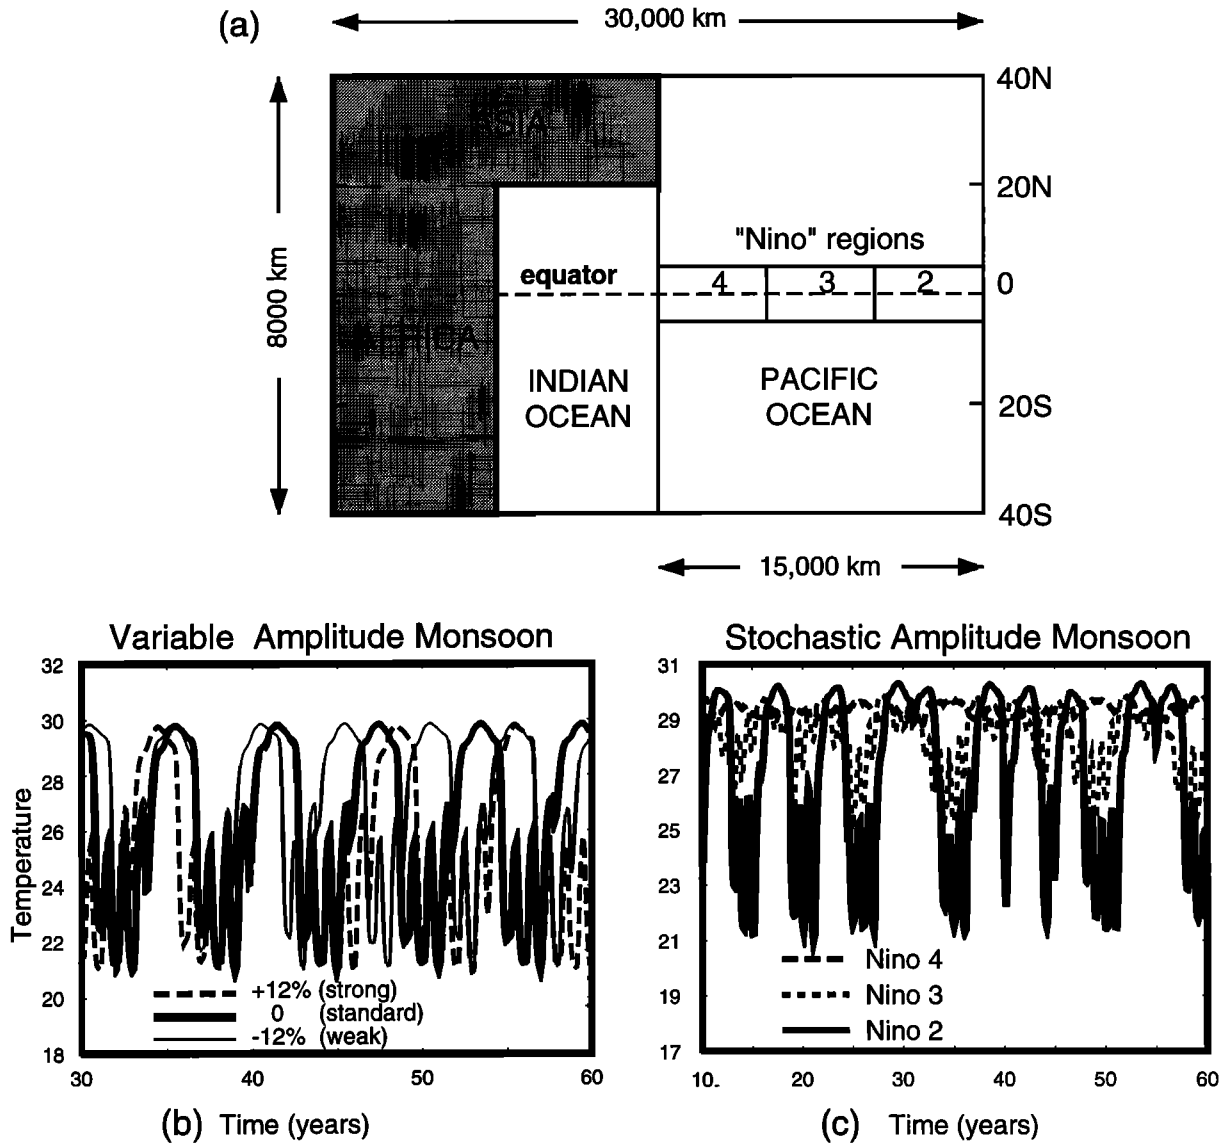 (a)
30,000 km
40N
ASIA
20N
"Nino" regions
8000 km
equator
4 3 2
0
AFRICA
INDIAN
OCEAN
PACIFIC
OCEAN
20S
40S
15,000 km
Variable Amplitude Monsoon
32
30
28
26
24
22
20
18
Temperature
+12% (strong)
0 (standard)
-12% (weak)
30 40 50 60
(b) Time (years)
Stochastic Amplitude Monsoon
31
29
27
25
23
21
19
17
Nino 4
Nino 3
Nino 2
10. 20 30 40 50 60
(c) Time (years)